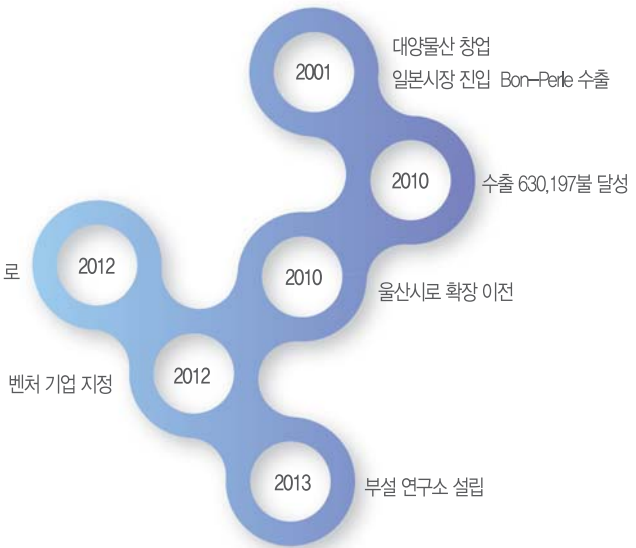 2001
대양물산 창업
일본시장 진입 Bon-Perle 수출
2010
수출 630,197불 달성
로
2012
2010
울산시로 확장 이전
벤처 기업 지정
2012
2013
부설 연구소 설립